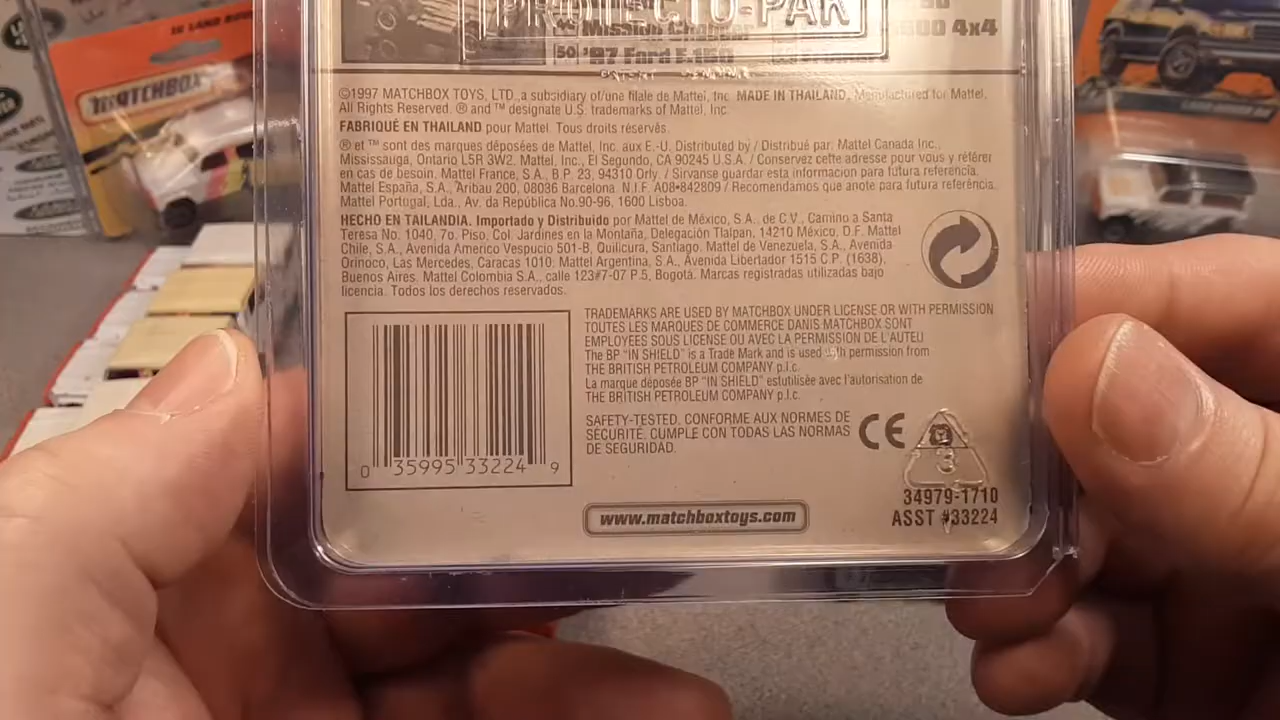 PROTECTO-PAK
Mission Chopper
50 '97 Ford F-150
4x4
MATCHBOX
©1997 MATCHBOX TOYS, LTD.,a subsidiary of/une filale de Mattel, Inc. MADE IN THAILAND. Manufactured for Mattel.
All Rights Reserved. ® and ™ designate U.S. trademarks of Mattel, Inc.
FABRIQUÉ EN THAILAND pour Mattel. Tous droits réservés.
® et ™ sont des marques déposées de Mattel, Inc. aux E.-U. Distributed by / Distribué par: Mattel Canada Inc.,
Mississauga, Ontario L5R 3W2. Mattel, Inc., El Segundo, CA 90245 U.S.A. / Conservez cette adresse pour vous y référer
en cas de besoin. Mattel France, S.A., B.P. 23, 94310 Orly. / Sirvanse guardar esta informacion para futura referencia.
Mattel España, S.A., Aribau 200, 08036 Barcelona. N.I.F. A08•842809 / Recomendamos que anote para futura referência.
Mattel Portugal, Lda., Av. da República No.90-96, 1600 Lisboa.
HECHO EN TAILANDIA. Importado y Distribuido por Mattel de México, S.A., de C.V., Camino a Santa
Teresa No. 1040, 7o. Piso, Col. Jardines en la Montaña, Delegación Tlalpan, 14210 México, D.F. Mattel
Chile, S.A., Avenida Americo Vespucio 501-B, Quilicura, Santiago. Mattel de Venezuela, S.A., Avenida
Orinoco, Las Mercedes, Caracas 1010. Mattel Argentina, S.A., Avenida Libertador 1515 C.P. (1638),
Buenos Aires. Mattel Colombia S.A., calle 123#7-07 P.5, Bogotá. Marcas registradas utilizadas bajo
licencia. Todos los derechos reservados.
TRADEMARKS ARE USED BY MATCHBOX UNDER LICENSE OR WITH PERMISSION
TOUTES LES MARQUES DE COMMERCE DANIS MATCHBOX SONT
EMPLOYEES SOUS LICENSE OU AVEC LA PERMISSION DE L'AUTEU
The BP "IN SHIELD" is a Trade Mark and is used with permission from
THE BRITISH PETROLEUM COMPANY p.l.c.
La marque déposée BP "IN SHIELD" estutilisée avec l'autorisation de
THE BRITISH PETROLEUM COMPANY p.l.c.
SAFETY-TESTED. CONFORME AUX NORMES DE
SÉCURITÉ. CUMPLE CON TODAS LAS NORMAS
DE SEGURIDAD.
CE
3
0 35995 33224 9
34979-1710
ASST #33224
www.matchboxtoys.com